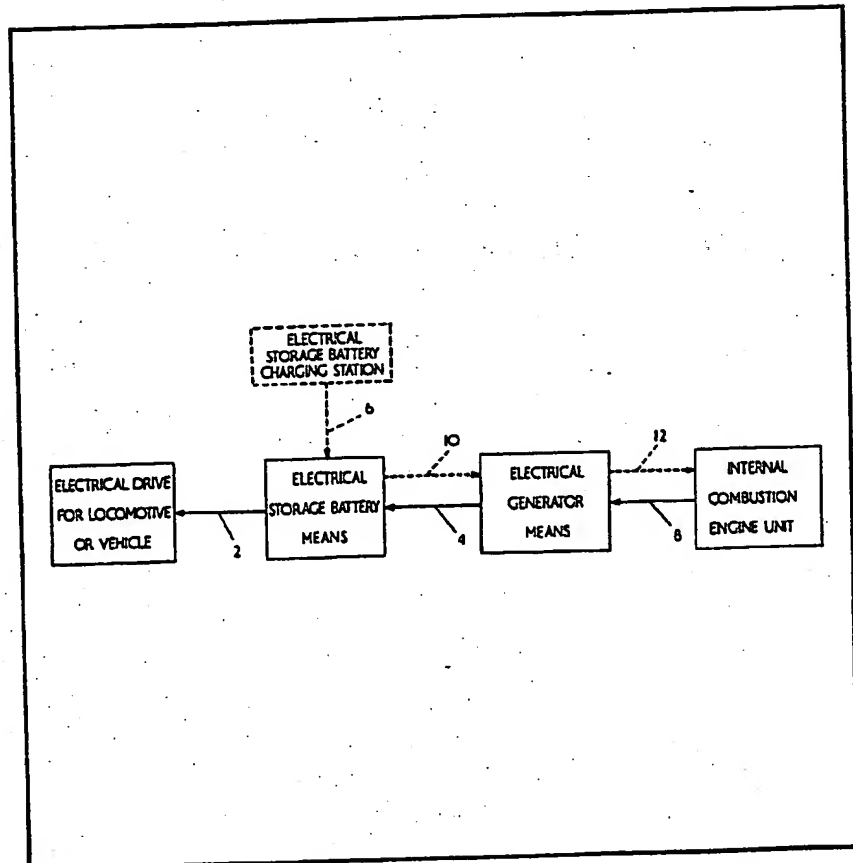 ELECTRICAL
STORAGE BATTERY
CHARGING STATION
6
10
12
ELECTRICAL DRIVE
FOR LOCOMOTIVE
OR VEHICLE
2
ELECTRICAL
STORAGE BATTERY
MEANS
4
ELECTRICAL
GENERATOR
MEANS
8
INTERNAL
COMBUSTION
ENGINE UNIT